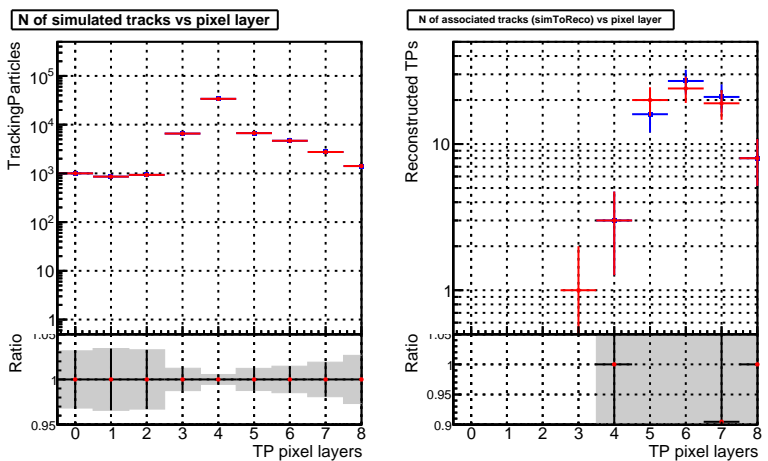 N of simulated tracks vs pixel layer
TrackingParticles
10^5
10^4
10^3
10^2
10
1
Ratio
1.05
1
0.95
0 1 2 3 4 5 6 7 8
TP pixel layers
N of associated tracks (simToReco) vs pixel layer
Reconstructed TPs
10
1
Ratio
1.05
1
0.95
0.9
0 1 2 3 4 5 6 7 8
TP pixel layers